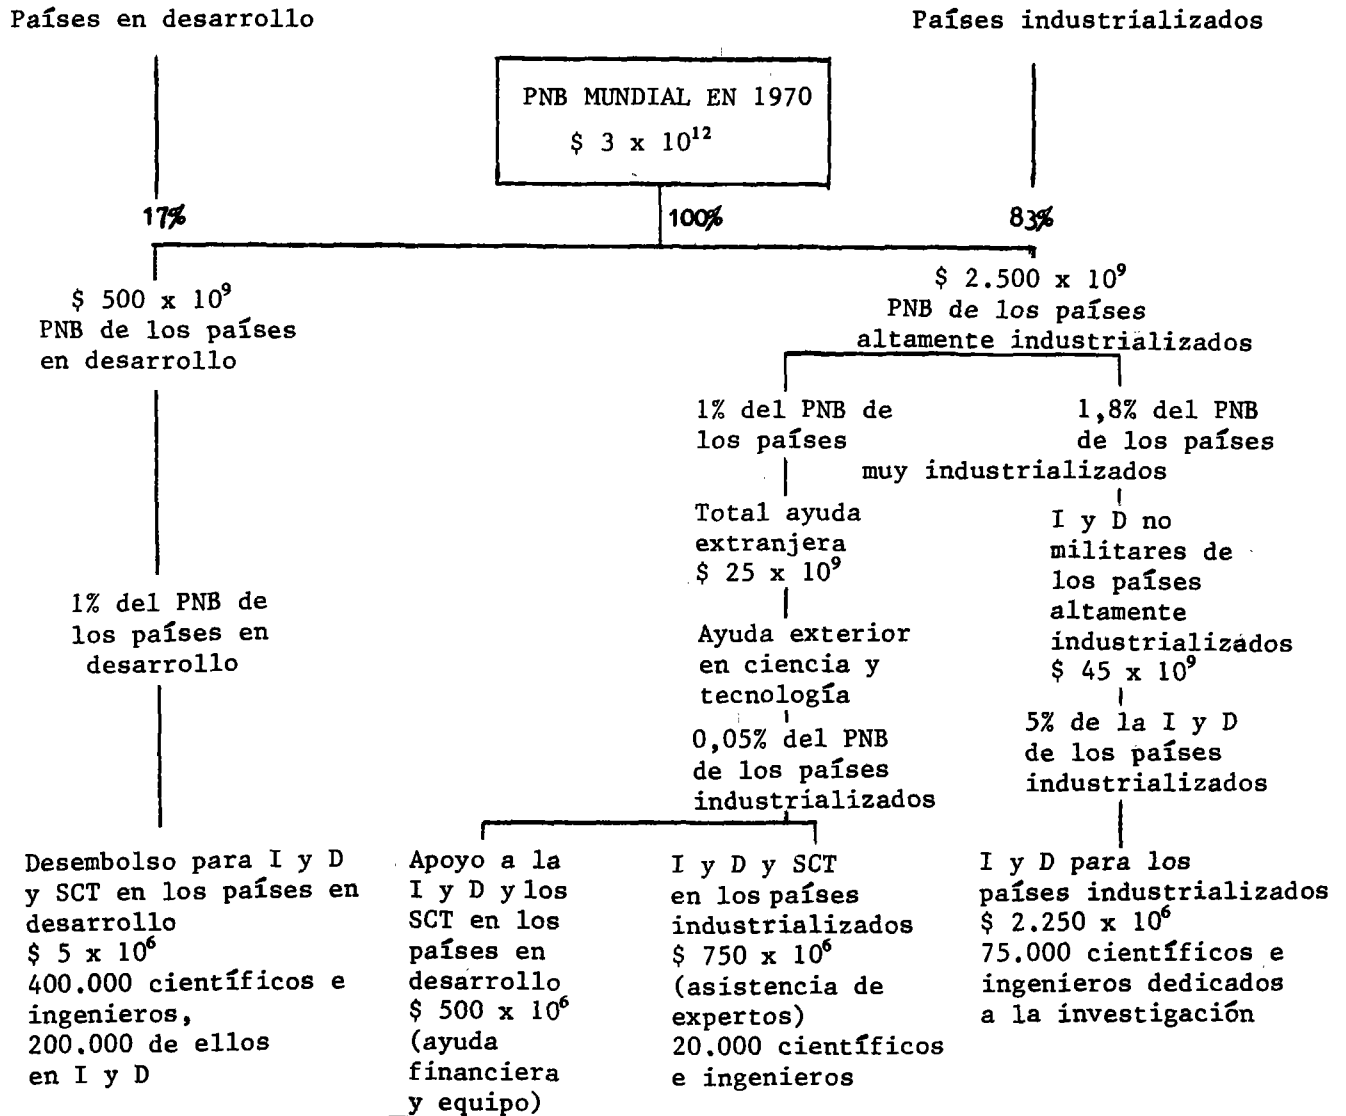 Países en desarrollo
Países industrializados
PNB MUNDIAL EN 1970
$ 3 x 10¹²
17%
100%
83%
$ 500 x 10⁹
PNB de los países
en desarrollo
$ 2.500 x 10⁹
PNB de los países
altamente industrializados
1% del PNB de
los países
1,8% del PNB
de los países
muy industrializados
1% del PNB de
los países en
desarrollo
Total ayuda
extranjera
$ 25 x 10⁹
Ayuda exterior
en ciencia y
tecnología
0,05% del PNB
de los países
industrializados
I y D no
militares de
los países
altamente
industrializados
$ 45 x 10⁹
5% de la I y D
de los países
industrializados
Desembolso para I y D
y SCT en los países en
desarrollo
$ 5 x 10⁶
400.000 científicos e
ingenieros,
200.000 de ellos
en I y D
Apoyo a la
I y D y los
SCT en los
países en
desarrollo
$ 500 x 10⁶
(ayuda
financiera
y equipo)
I y D y SCT
en los países
industrializados
$ 750 x 10⁶
(asistencia de
expertos)
20.000 científicos
e ingenieros
I y D para los
países industrializados
$ 2.250 x 10⁶
75.000 científicos e
ingenieros dedicados
a la investigación